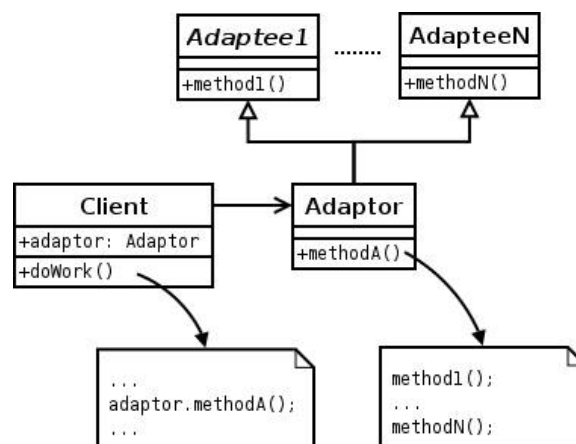 Adaptee1
+method1()
........
AdapteeN
+methodN()
Client
+adaptor: Adaptor
+doWork()
Adaptor
+methodA()
...
adaptor.methodA();
...
method1();
...
methodN();